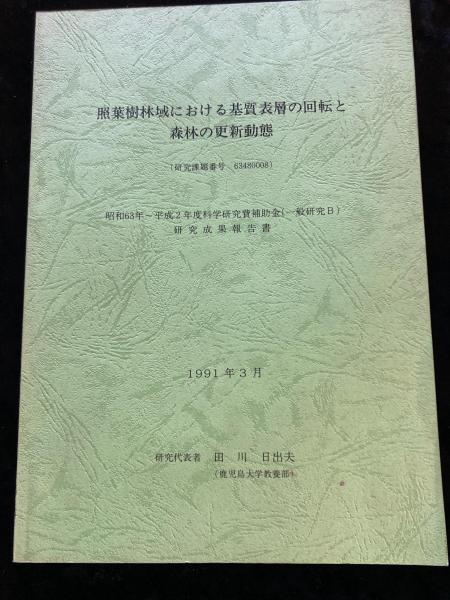 照葉樹林域における基質表層の回転と
森林の更新動態
(研究課題番号 63480008)
昭和63年~平成2年度科学研究費補助金(一般研究B)
研究成果報告書
1991年3月
研究代表者 田川 日出夫
(鹿児島大学教養部)